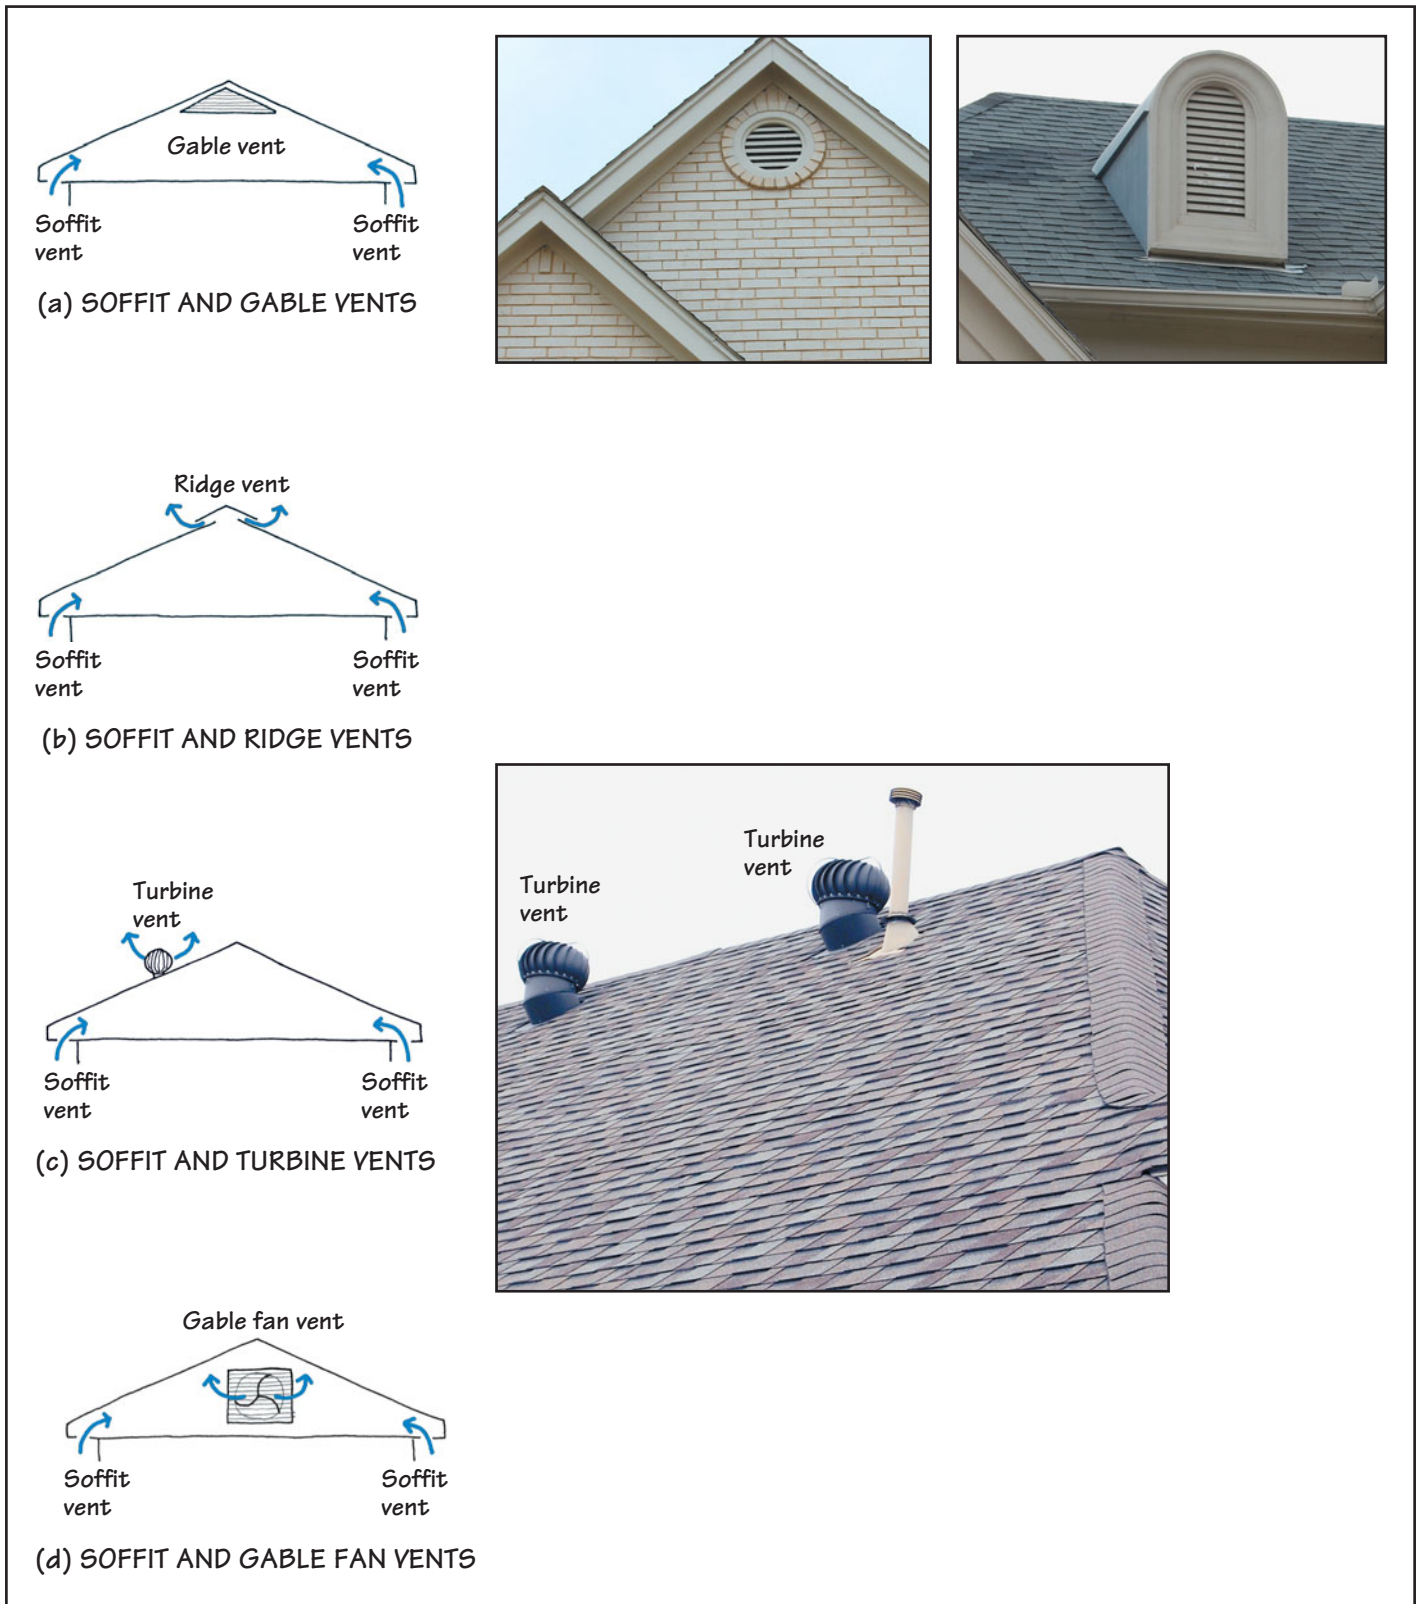 Gable vent
Soffit
vent
Soffit
vent
(a) SOFFIT AND GABLE VENTS
Ridge vent
Soffit
vent
Soffit
vent
(b) SOFFIT AND RIDGE VENTS
Turbine
vent
Soffit
vent
Soffit
vent
(c) SOFFIT AND TURBINE VENTS
Turbine
vent
Turbine
vent
Gable fan vent
Soffit
vent
Soffit
vent
(d) SOFFIT AND GABLE FAN VENTS